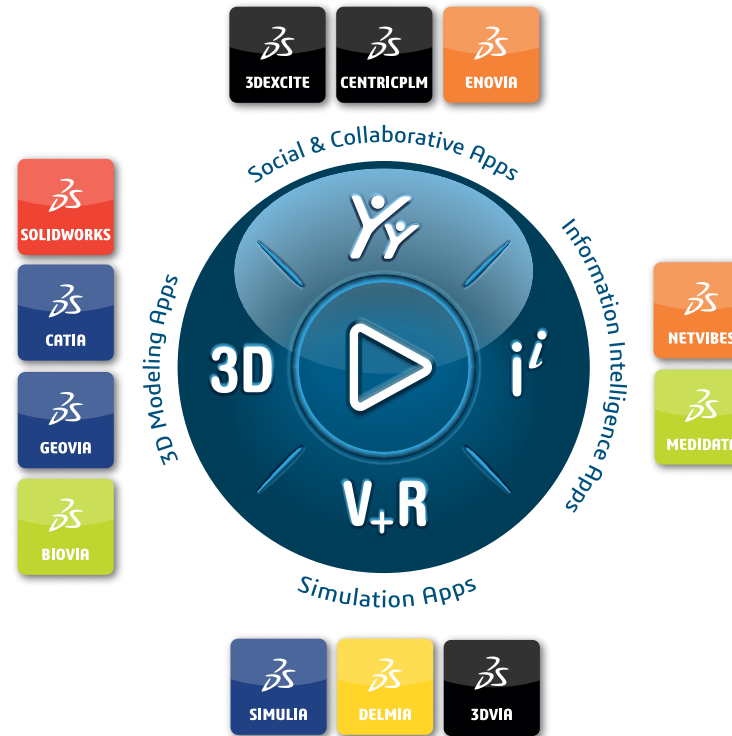 3DEXCITE
CENTRICPLM
ENOVIA
Social & Collaborative Apps
SOLIDWORKS
CATIA
GEOVIA
BIOVIA
3D Modeling Apps
3D
i i
V+R
Information Intelligence Apps
NETVIBES
MEDIDATA
Simulation Apps
SIMULIA
DELMIA
3DVIA